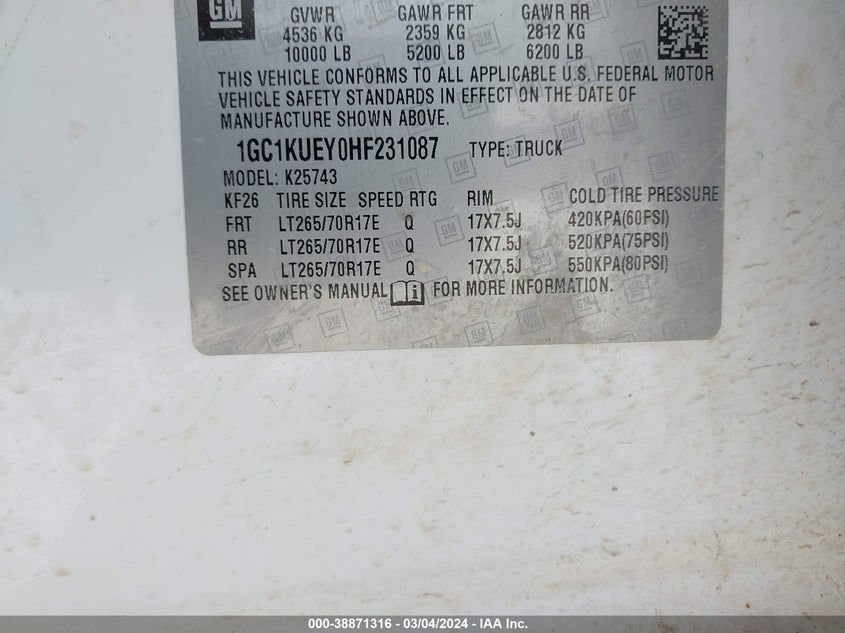 GM
GVWR GAWR FRT GAWR RR
4536 KG 2359 KG 2812 KG
10000 LB 5200 LB 6200 LB
THIS VEHICLE CONFORMS TO ALL APPLICABLE U.S. FEDERAL MOTOR
VEHICLE SAFETY STANDARDS IN EFFECT ON THE DATE OF
MANUFACTURE SHOWN ABOVE.
1GC1KUEY0HF231087 TYPE: TRUCK
MODEL: K25743
KF26 TIRE SIZE SPEED RTG RIM COLD TIRE PRESSURE
FRT LT265/70R17E Q 17X7.5J 420KPA(60PSI)
RR LT265/70R17E Q 17X7.5J 520KPA(75PSI)
SPA LT265/70R17E Q 17X7.5J 550KPA(80PSI)
SEE OWNER'S MANUAL FOR MORE INFORMATION.
000-38871316 - 03/04/2024 - IAA Inc.